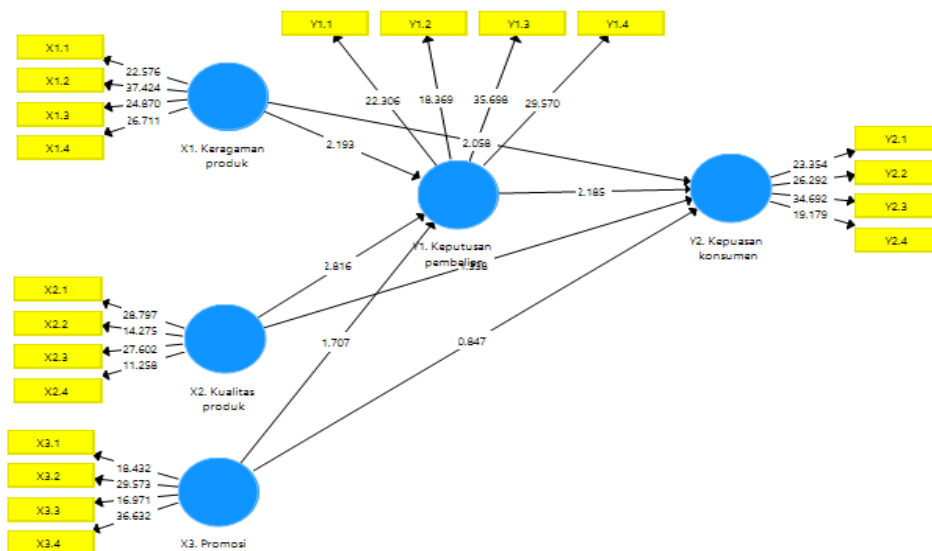 Y1.1
Y1.2
Y1.3
Y1.4
X1.1
X1.2
X1.3
X1.4
22.576
37.424
24.870
26.711
X1. Keragaman
produk
22.306
18.369
35.698
29.570
2.193
2.058
2.185
Y1. Keputusan
pembelian
Y2.1
Y2.2
Y2.3
Y2.4
23.354
26.292
34.692
19.179
Y2. Kepuasan
konsumen
X2.1
X2.2
X2.3
X2.4
28.797
14.275
27.602
11.258
X2. Kualitas
produk
2.816
1.707
0.847
X3.1
X3.2
X3.3
X3.4
18.432
29.573
16.971
36.632
X3. Promosi